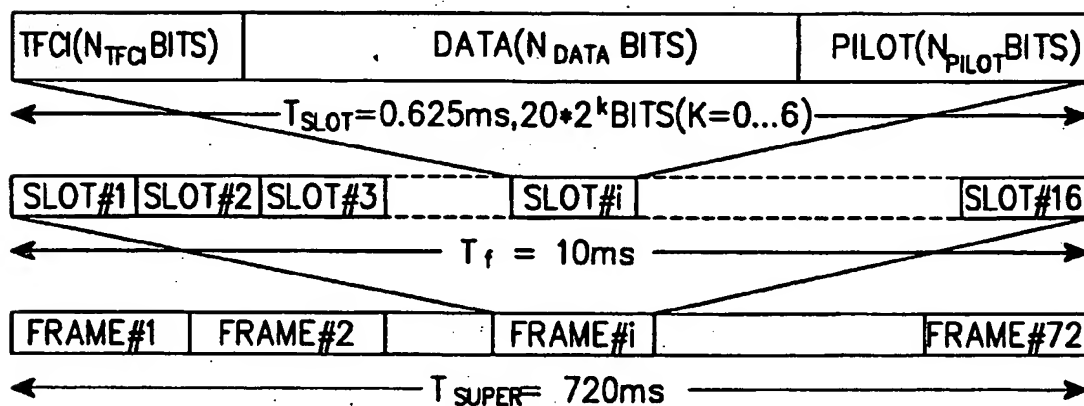 TFCI(N_TFCI BITS) DATA(N_DATA BITS) PILOT(N_PILOT BITS)
T_SLOT=0.625ms,20*2^k BITS(K=0...6)
SLOT#1 SLOT#2 SLOT#3 SLOT#i SLOT#16
T_f = 10ms
FRAME#1 FRAME#2 FRAME#i FRAME#72
T_SUPER= 720ms